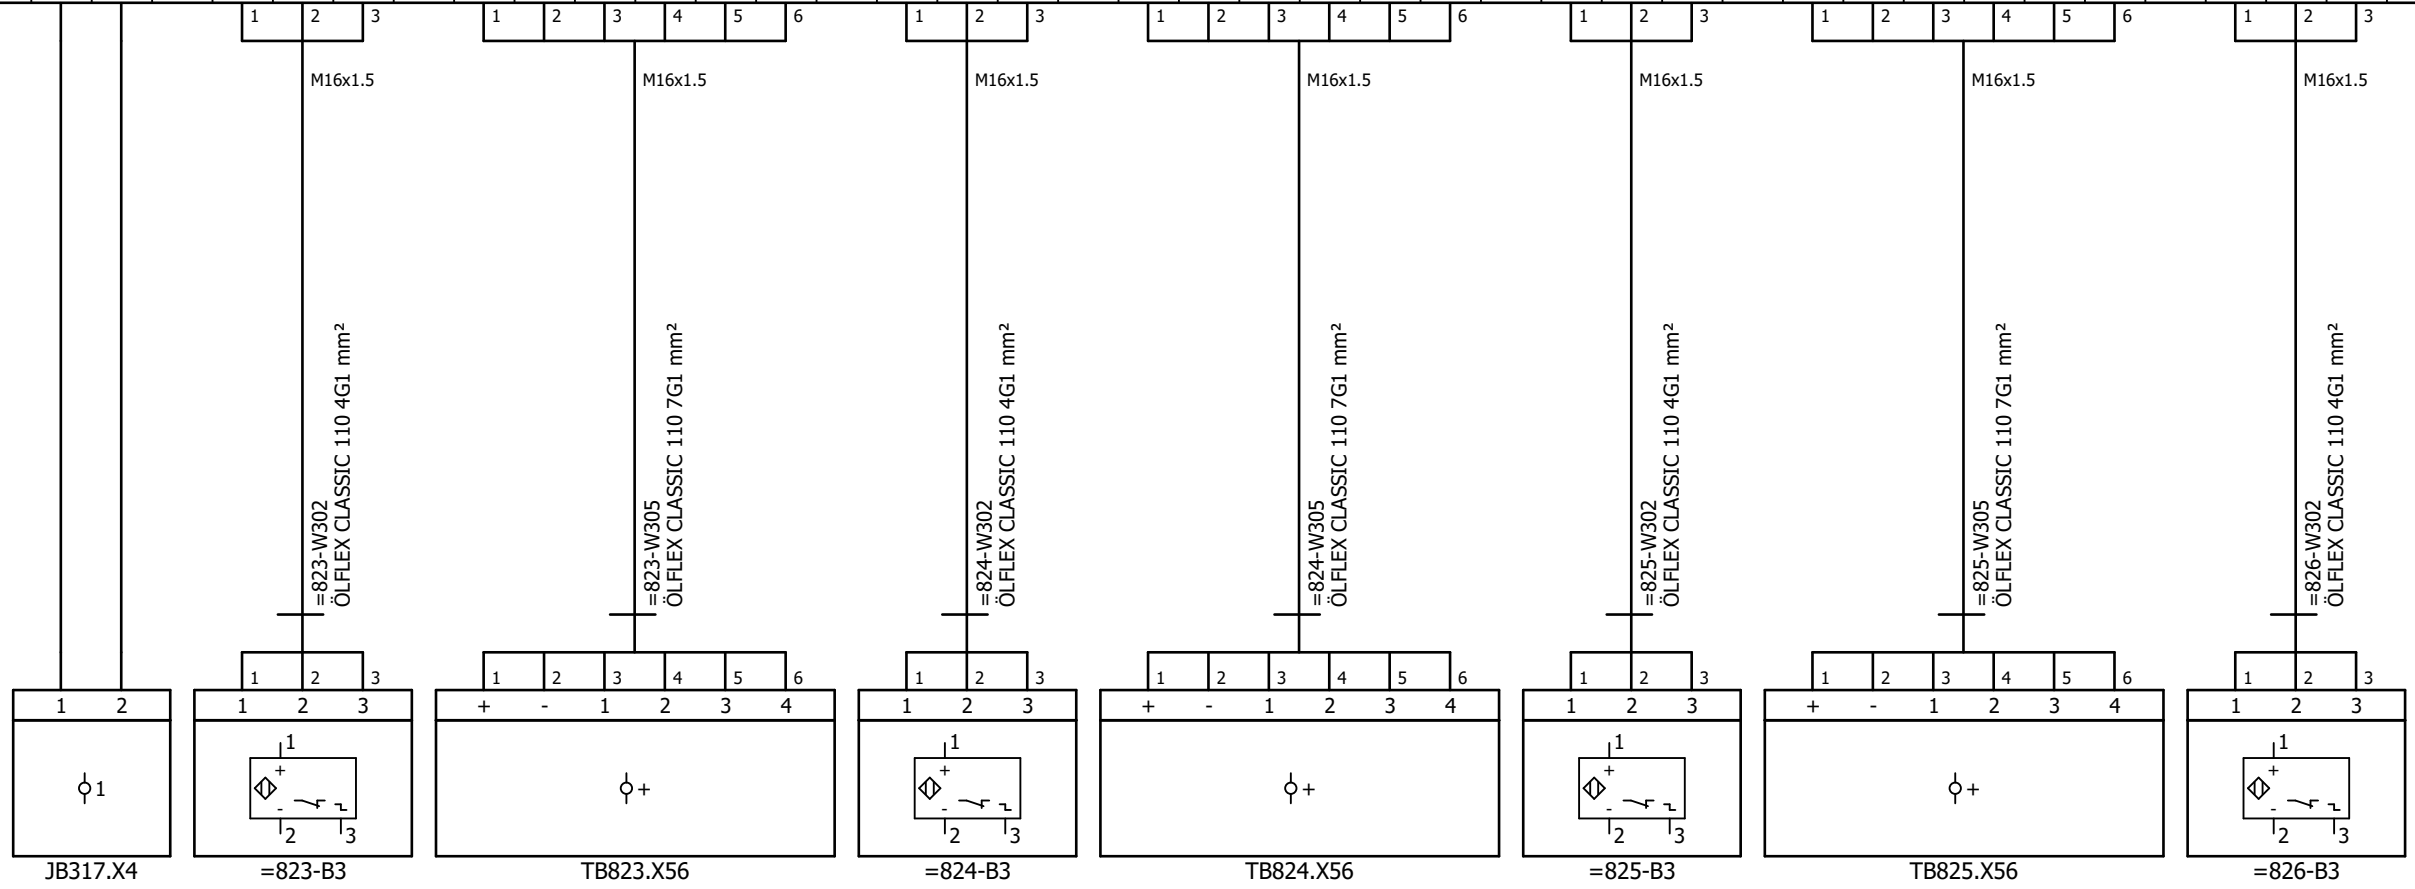 1 2 3 1 2 3 4 5 6 1 2 3 1 2 3 4 5 6 1 2 3 1 2 3 4 5 6 1 2 3
M16x1.5 M16x1.5 M16x1.5 M16x1.5 M16x1.5 M16x1.5 M16x1.5
=823-W302
ÖLFLEX CLASSIC 110 4G1 mm²
=823-W305
ÖLFLEX CLASSIC 110 7G1 mm²
=824-W302
ÖLFLEX CLASSIC 110 4G1 mm²
=824-W305
ÖLFLEX CLASSIC 110 7G1 mm²
=825-W302
ÖLFLEX CLASSIC 110 4G1 mm²
=825-W305
ÖLFLEX CLASSIC 110 7G1 mm²
=826-W302
ÖLFLEX CLASSIC 110 4G1 mm²
1 2 3 1 2 3 4 5 6 1 2 3 1 2 3 4 5 6 1 2 3 1 2 3 4 5 6 1 2 3
1 2 1 2 3 + - 1 2 3 4 1 2 3 + - 1 2 3 4 1 2 3 + - 1 2 3 4 1 2 3
1 1 1 1
+ + + +
1 + + +
- - - -
2 3 2 3 2 3 2 3
JB317.X4 =823-B3 TB823.X56 =824-B3 TB824.X56 =825-B3 TB825.X56 =826-B3